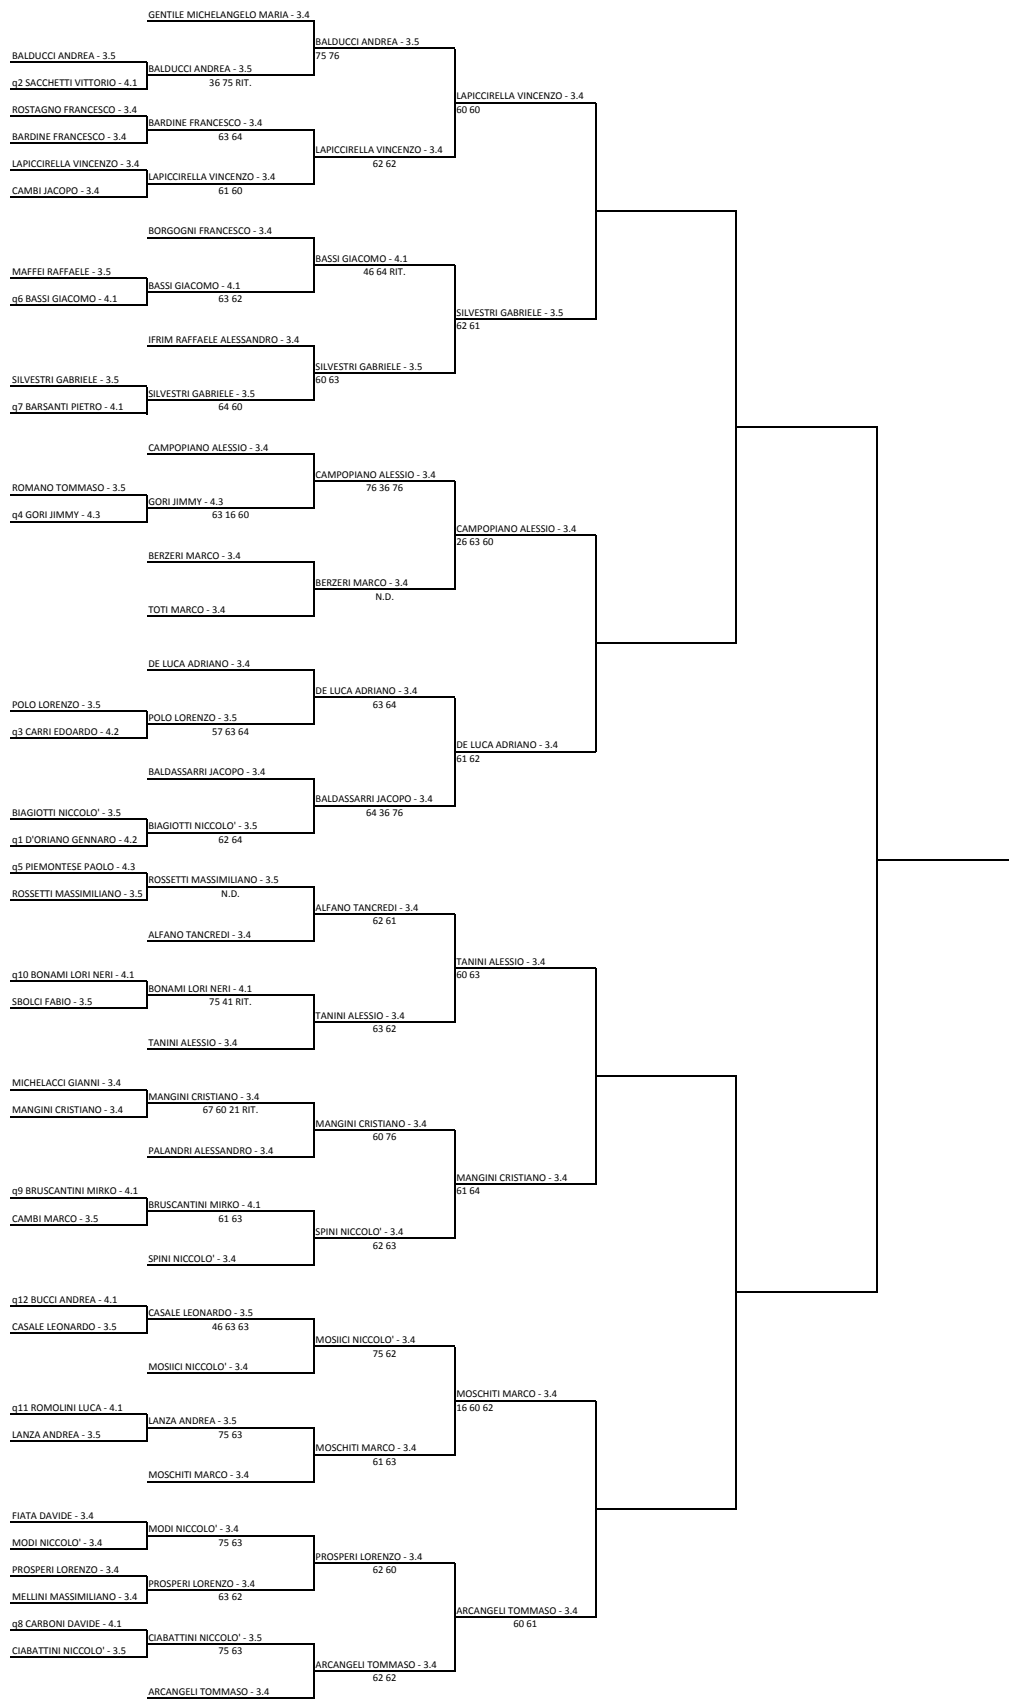 GENTILE MICHELANGELO MARIA - 3.4
BALDUCCI ANDREA - 3.5
75 76
BALDUCCI ANDREA - 3.5
BALDUCCI ANDREA - 3.5
36 75 RIT.
q2 SACCHETTI VITTORIO - 4.1
LAPICCIRELLA VINCENZO - 3.4
60 60
ROSTAGNO FRANCESCO - 3.4
BARDINE FRANCESCO - 3.4
63 64
BARDINE FRANCESCO - 3.4
LAPICCIRELLA VINCENZO - 3.4
62 62
LAPICCIRELLA VINCENZO - 3.4
LAPICCIRELLA VINCENZO - 3.4
61 60
CAMBI JACOPO - 3.4
BORGOGNI FRANCESCO - 3.4
BASSI GIACOMO - 4.1
46 64 RIT.
MAFFEI RAFFAELE - 3.5
BASSI GIACOMO - 4.1
63 62
q6 BASSI GIACOMO - 4.1
SILVESTRI GABRIELE - 3.5
62 61
IFRIM RAFFAELE ALESSANDRO - 3.4
SILVESTRI GABRIELE - 3.5
60 63
SILVESTRI GABRIELE - 3.5
SILVESTRI GABRIELE - 3.5
64 60
q7 BARSANTI PIETRO - 4.1
CAMPOPIANO ALESSIO - 3.4
CAMPOPIANO ALESSIO - 3.4
76 36 76
ROMANO TOMMASO - 3.5
GORI JIMMY - 4.3
63 16 60
q4 GORI JIMMY - 4.3
CAMPOPIANO ALESSIO - 3.4
26 63 60
BERZERI MARCO - 3.4
BERZERI MARCO - 3.4
N.D.
TOTI MARCO - 3.4
DE LUCA ADRIANO - 3.4
DE LUCA ADRIANO - 3.4
63 64
POLO LORENZO - 3.5
POLO LORENZO - 3.5
57 63 64
q3 CARRI EDOARDO - 4.2
DE LUCA ADRIANO - 3.4
61 62
BALDASSARRI JACOPO - 3.4
BALDASSARRI JACOPO - 3.4
64 36 76
BIAGIOTTI NICCOLO' - 3.5
BIAGIOTTI NICCOLO' - 3.5
62 64
q1 D'ORIANO GENNARO - 4.2
q5 PIEMONTESE PAOLO - 4.3
ROSSETTI MASSIMILIANO - 3.5
N.D.
ROSSETTI MASSIMILIANO - 3.5
ALFANO TANCREDI - 3.4
62 61
ALFANO TANCREDI - 3.4
TANINI ALESSIO - 3.4
60 63
q10 BONAMI LORI NERI - 4.1
BONAMI LORI NERI - 4.1
75 41 RIT.
SBOLCI FABIO - 3.5
TANINI ALESSIO - 3.4
63 62
TANINI ALESSIO - 3.4
MICHELACCI GIANNI - 3.4
MANGINI CRISTIANO - 3.4
67 60 21 RIT.
MANGINI CRISTIANO - 3.4
MANGINI CRISTIANO - 3.4
60 76
PALANDRI ALESSANDRO - 3.4
MANGINI CRISTIANO - 3.4
61 64
q9 BRUSCANTINI MIRKO - 4.1
BRUSCANTINI MIRKO - 4.1
61 63
CAMBI MARCO - 3.5
SPINI NICCOLO' - 3.4
62 63
SPINI NICCOLO' - 3.4
q12 BUCCI ANDREA - 4.1
CASALE LEONARDO - 3.5
46 63 63
CASALE LEONARDO - 3.5
MOSIICI NICCOLO' - 3.4
75 62
MOSIICI NICCOLO' - 3.4
MOSCHITI MARCO - 3.4
16 60 62
q11 ROMOLINI LUCA - 4.1
LANZA ANDREA - 3.5
75 63
LANZA ANDREA - 3.5
MOSCHITI MARCO - 3.4
61 63
MOSCHITI MARCO - 3.4
FIATA DAVIDE - 3.4
MODI NICCOLO' - 3.4
75 63
MODI NICCOLO' - 3.4
PROSPERI LORENZO - 3.4
62 60
PROSPERI LORENZO - 3.4
PROSPERI LORENZO - 3.4
63 62
MELLINI MASSIMILIANO - 3.4
ARCANGELI TOMMASO - 3.4
60 61
q8 CARBONI DAVIDE - 4.1
CIABATTINI NICCOLO' - 3.5
75 63
CIABATTINI NICCOLO' - 3.5
ARCANGELI TOMMASO - 3.4
62 62
ARCANGELI TOMMASO - 3.4